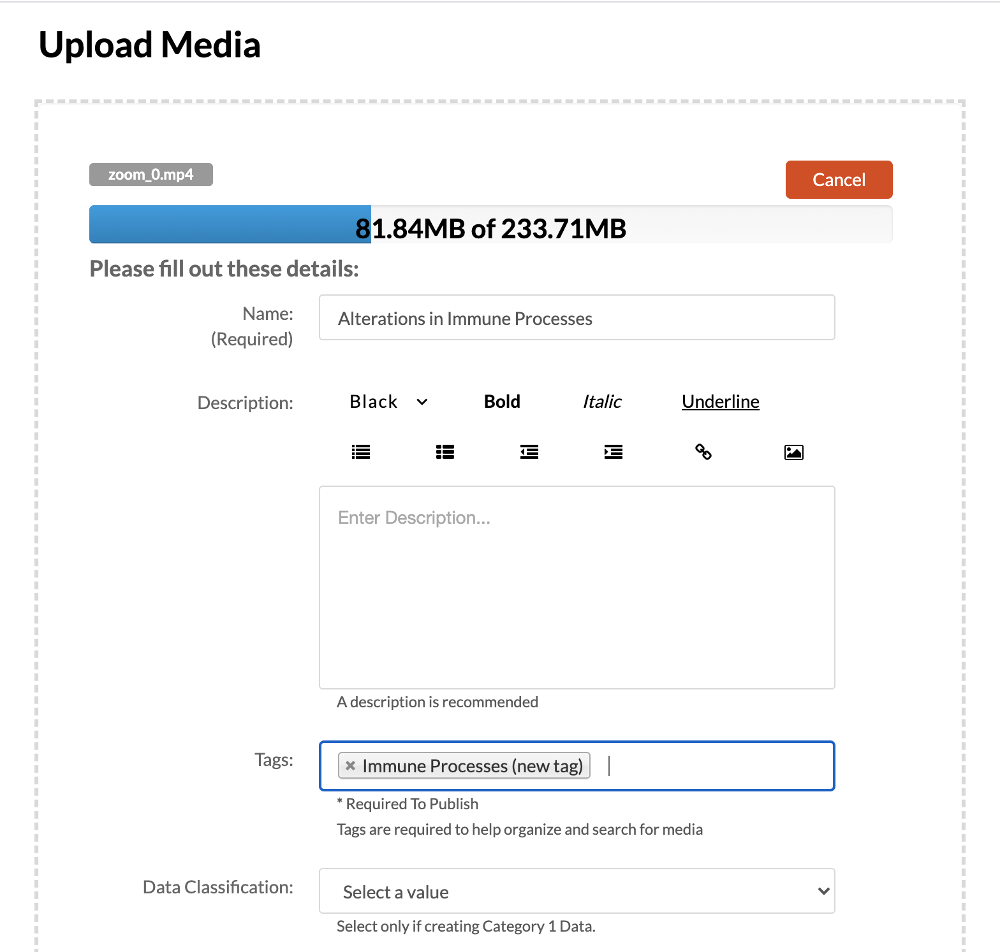 Upload Media
zoom_0.mp4
Cancel
81.84MB of 233.71MB
Please fill out these details:
Name:
(Required)
Alterations in Immune Processes
Description:
Black
Bold
Italic
Underline
Enter Description...
A description is recommended
Tags:
× Immune Processes (new tag)
* Required To Publish
Tags are required to help organize and search for media
Data Classification:
Select a value
Select only if creating Category 1 Data.